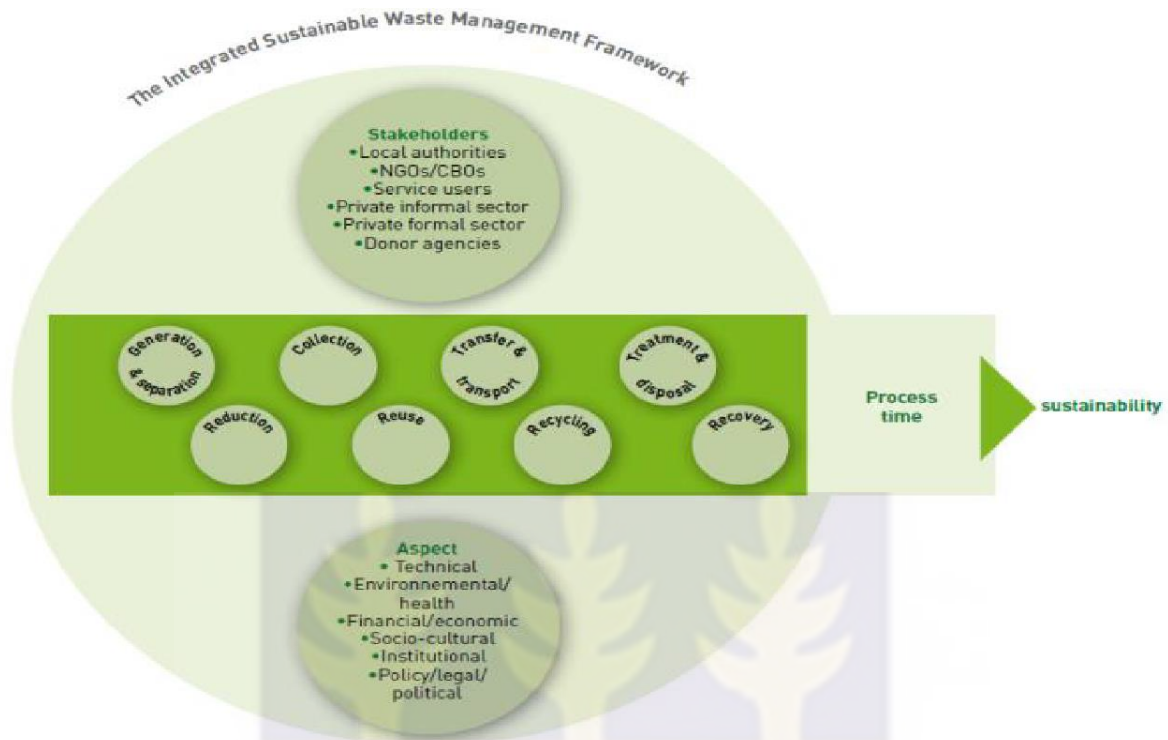 The Integrated Sustainable Waste Management Framework
Stakeholders
•Local authorities
•NGOs/CBOs
•Service users
•Private informal sector
•Private formal sector
•Donor agencies
Generation
& separation
Collection
Transfer &
transport
Treatment &
disposal
Reduction
Reuse
Recycling
Recovery
Process
time
sustainability
Aspect
• Technical
•Environnemental/
health
•Financial/economic
•Socio-cultural
•Institutional
•Policy/legal/
political